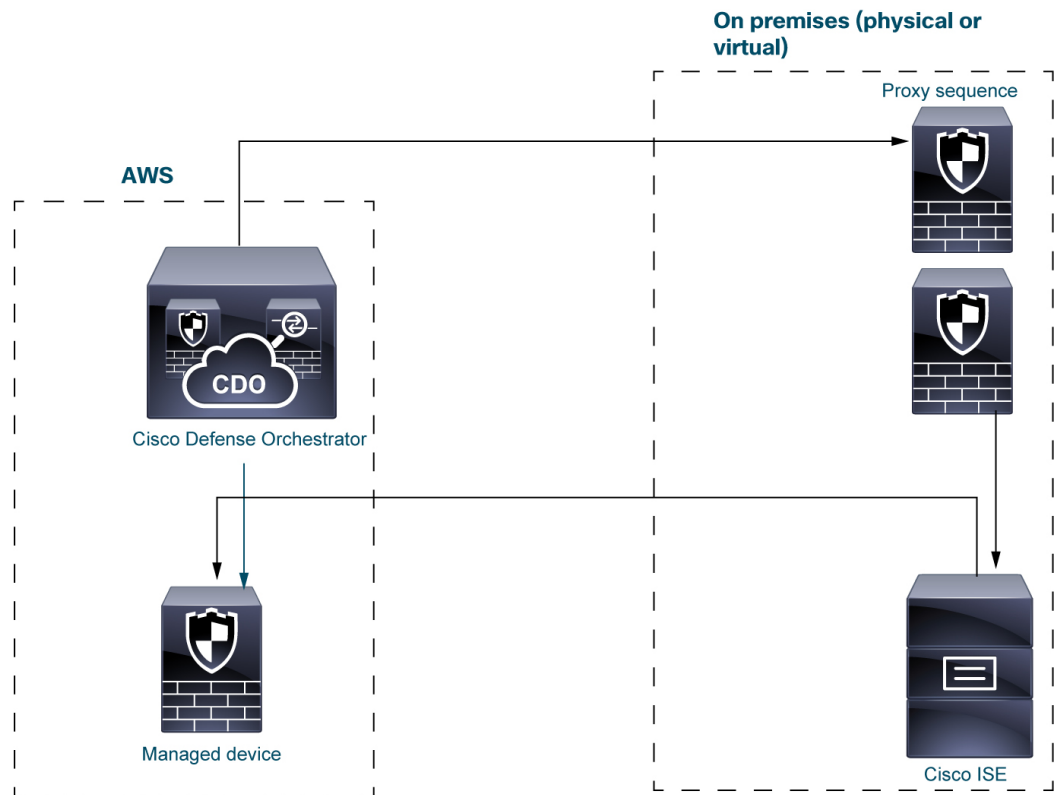 On premises (physical or
virtual)
Proxy sequence
AWS
CDO
Cisco Defense Orchestrator
Managed device
Cisco ISE